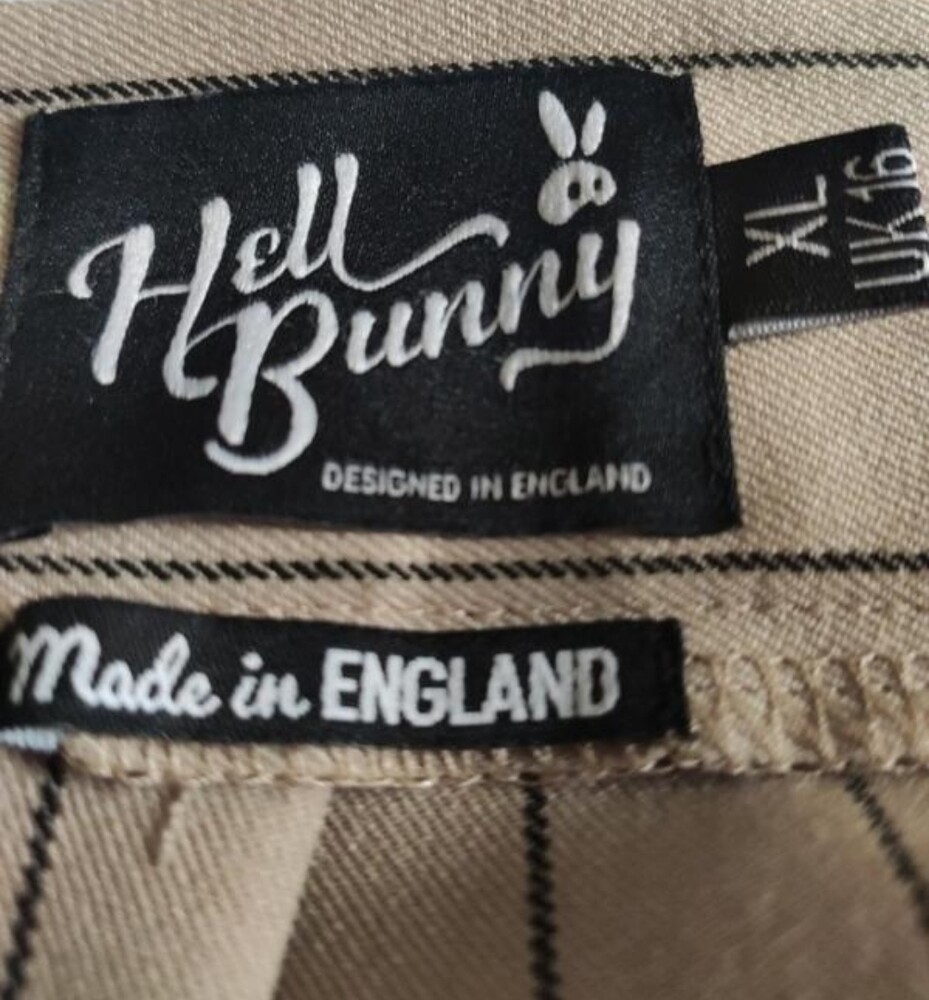 Hell
Bunny
DESIGNED IN ENGLAND
XL
UK16
Made in ENGLAND